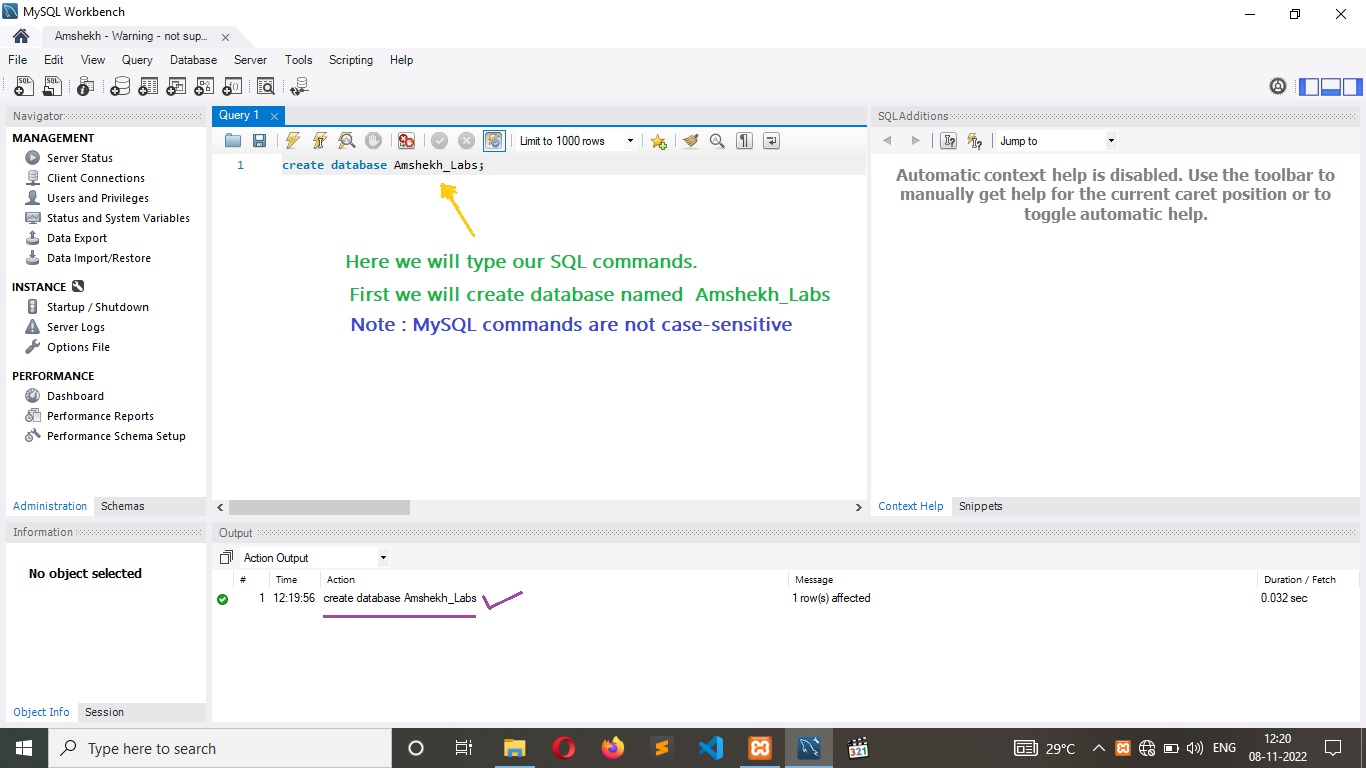 MySQL Workbench
Amshekh - Warning - not sup...
File Edit View Query Database Server Tools Scripting Help
Navigator
MANAGEMENT
Server Status
Client Connections
Users and Privileges
Status and System Variables
Data Export
Data Import/Restore
INSTANCE
Startup / Shutdown
Server Logs
Options File
PERFORMANCE
Dashboard
Performance Reports
Performance Schema Setup
Administration Schemas
Query 1
Limit to 1000 rows
1 create database Amshekh_Labs;
Here we will type our SQL commands.
First we will create database named Amshekh_Labs
Note : MySQL commands are not case-sensitive
SQLAdditions
Jump to
Automatic context help is disabled. Use the toolbar to
manually get help for the current caret position or to
toggle automatic help.
Context Help Snippets
Information
No object selected
Object Info Session
Output
Action Output
# Time Action Message Duration / Fetch
1 12:19:56 create database Amshekh_Labs 1 row(s) affected 0.032 sec
Type here to search
321
29°C
ENG
12:20
08-11-2022